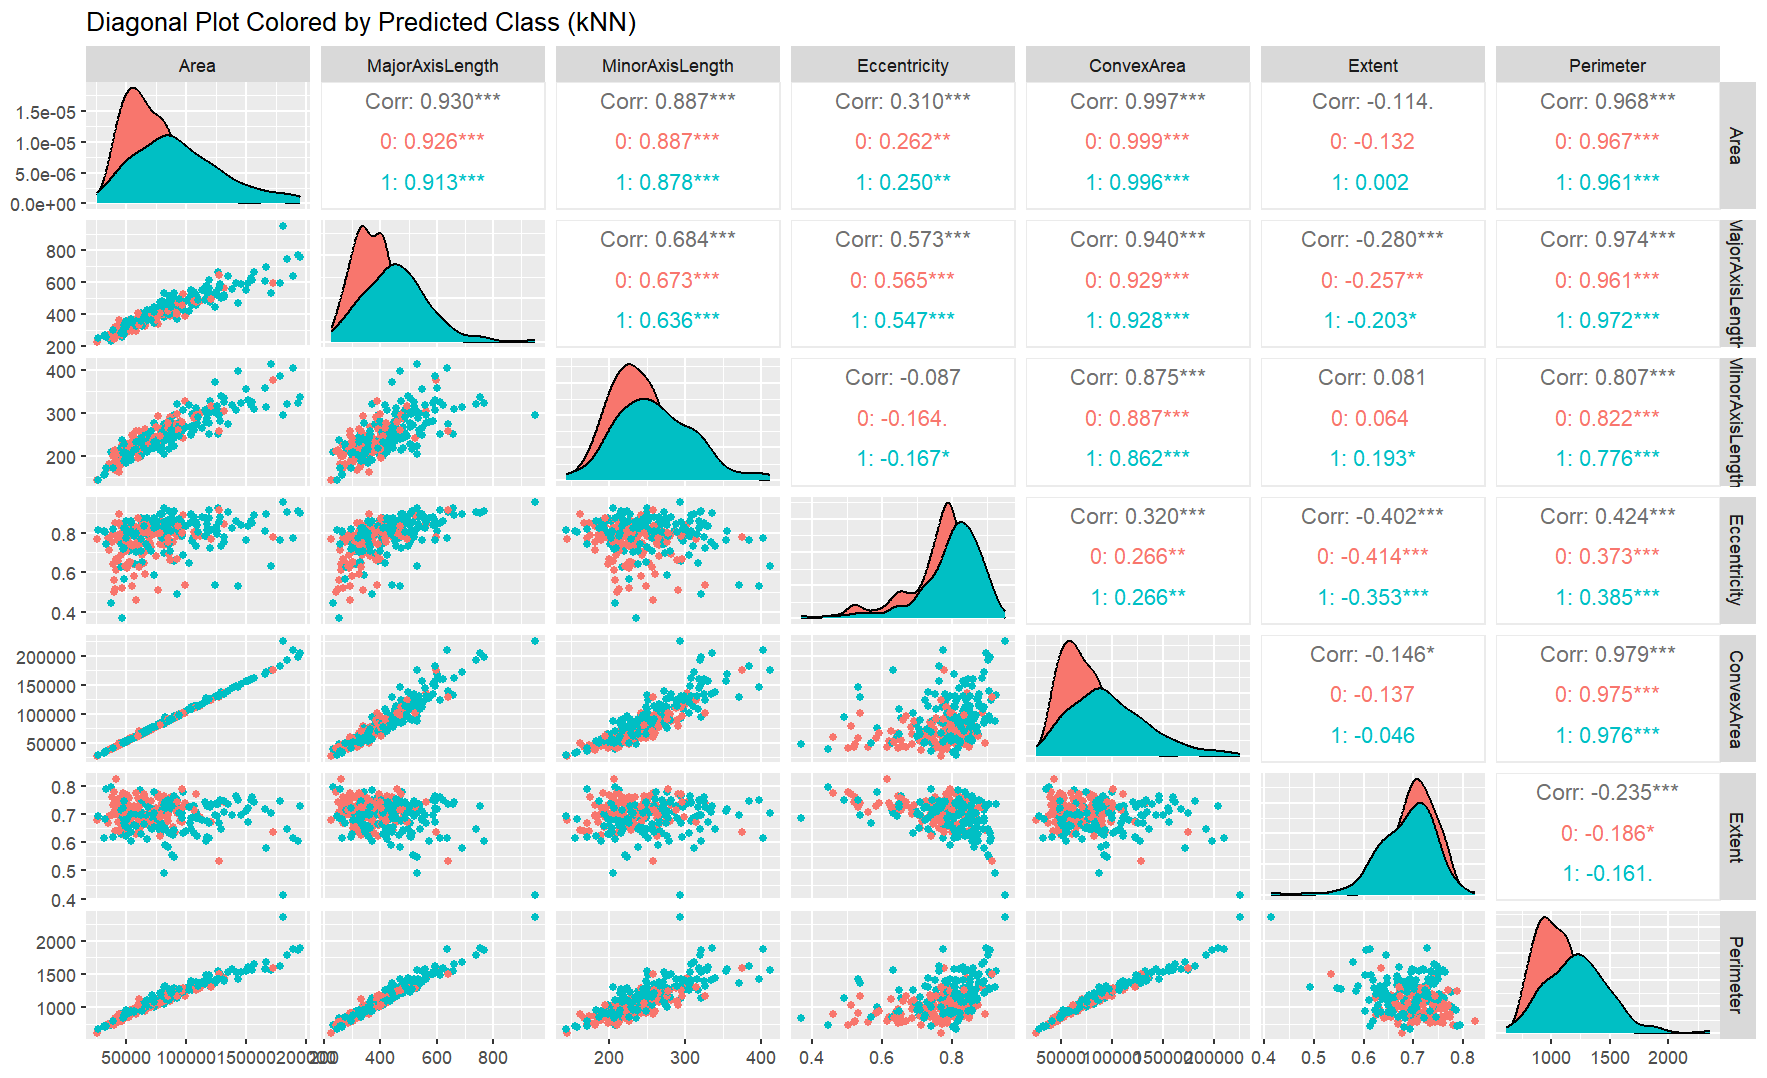 Diagonal Plot Colored by Predicted Class (kNN)
Area MajorAxisLength MinorAxisLength Eccentricity ConvexArea Extent Perimeter
1.5e-05 1.0e-05 5.0e-06 0.0e+00
Corr: 0.930*** Corr: 0.887*** Corr: 0.310*** Corr: 0.997*** Corr: -0.114. Corr: 0.968***
0: 0.926*** 0: 0.887*** 0: 0.262** 0: 0.999*** 0: -0.132 0: 0.967***
1: 0.913*** 1: 0.878*** 1: 0.250** 1: 0.996*** 1: 0.002 1: 0.961***
Area
800 600 400 200
Corr: 0.684*** Corr: 0.573*** Corr: 0.940*** Corr: -0.280*** Corr: 0.974***
0: 0.673*** 0: 0.565*** 0: 0.929*** 0: -0.257** 0: 0.961***
1: 0.636*** 1: 0.547*** 1: 0.928*** 1: -0.203* 1: 0.972***
MajorAxisLength
400 300 200
Corr: -0.087 Corr: 0.875*** Corr: 0.081 Corr: 0.807***
0: -0.164. 0: 0.887*** 0: 0.064 0: 0.822***
1: -0.167* 1: 0.862*** 1: 0.193* 1: 0.776***
MinorAxisLength
0.8 0.6 0.4
Corr: 0.320*** Corr: -0.402*** Corr: 0.424***
0: 0.266** 0: -0.414*** 0: 0.373***
1: 0.266** 1: -0.353*** 1: 0.385***
Eccentricity
200000 150000 100000 50000
Corr: -0.146* Corr: 0.979***
0: -0.137 0: 0.975***
1: -0.046 1: 0.976***
ConvexArea
0.8 0.7 0.6 0.5 0.4
Corr: -0.235***
0: -0.186*
1: -0.161.
Extent
2000 1500 1000
Perimeter
50000 100000 150000 200000 200 400 600 800 200 300 400 0.4 0.6 0.8 50000 100000 150000 200000 0.4 0.5 0.6 0.7 0.8 1000 1500 2000